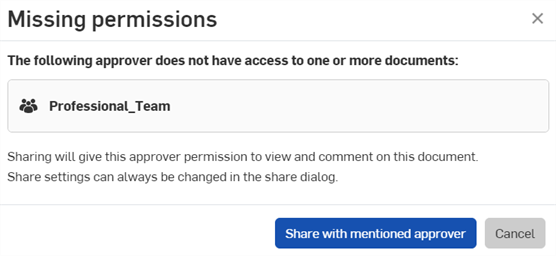 Missing permissions
The following approver does not have access to one or more documents:
Professional_Team
Sharing will give this approver permission to view and comment on this document.
Share settings can always be changed in the share dialog.
Share with mentioned approver
Cancel